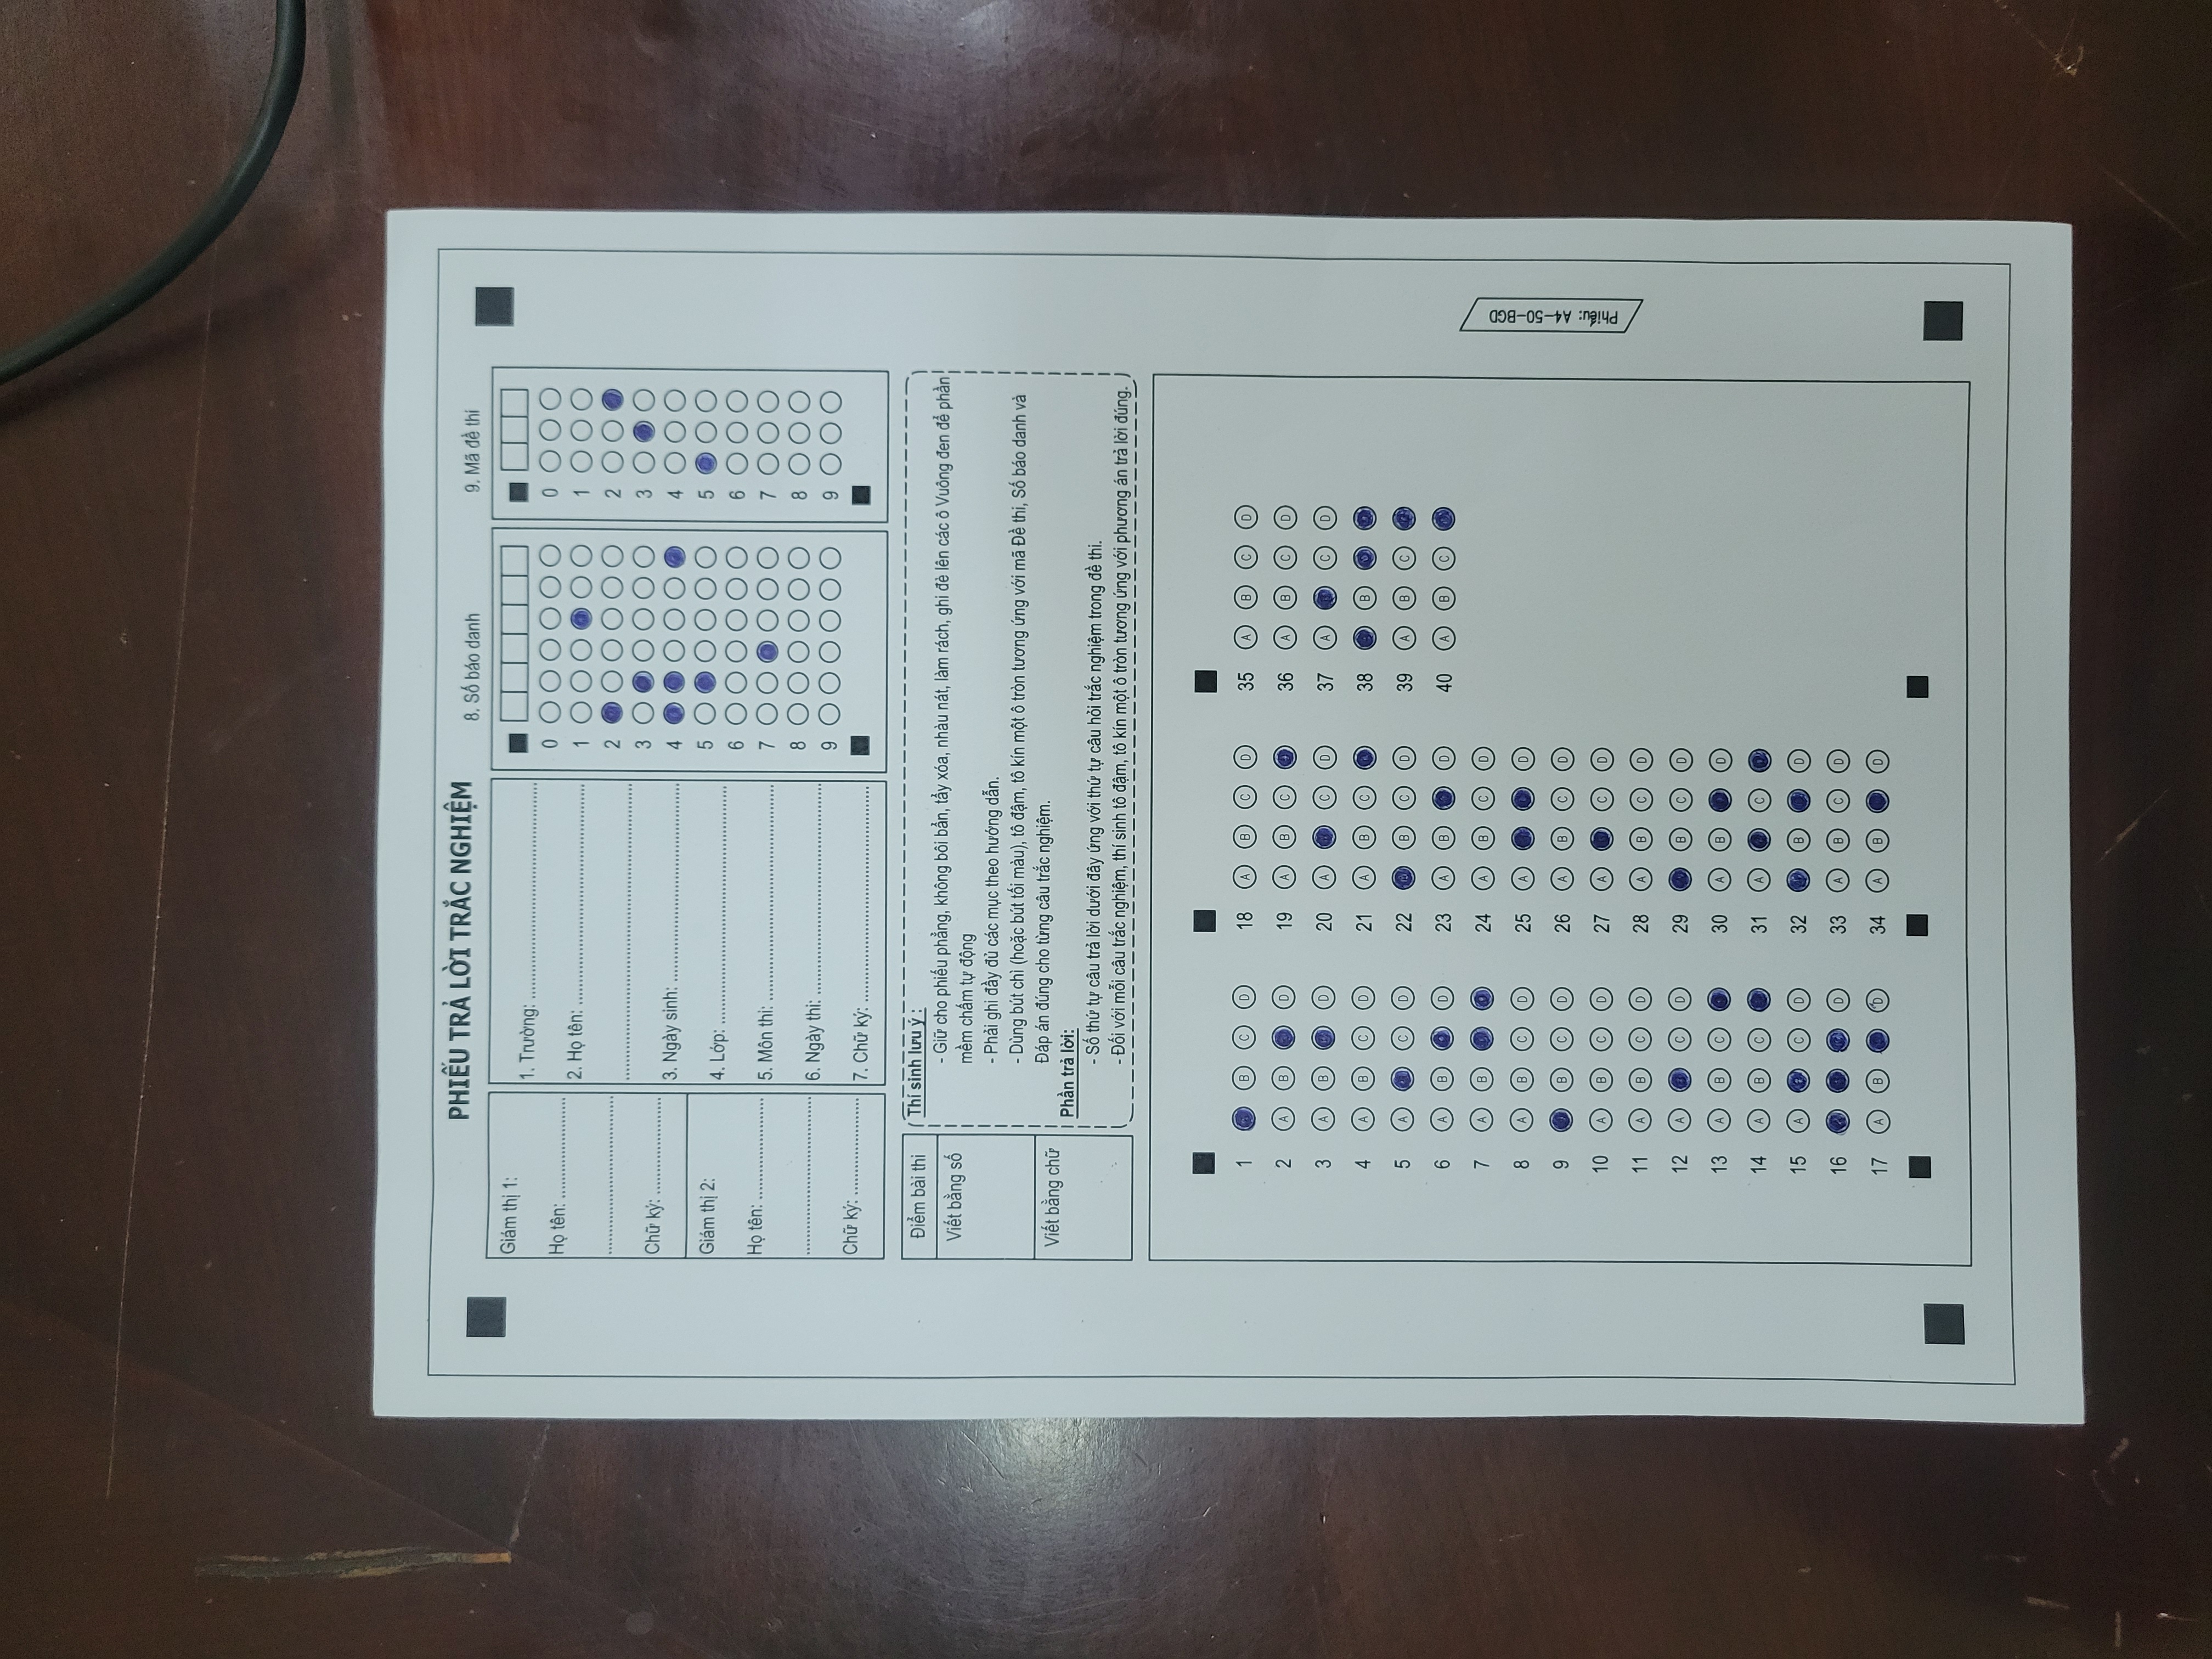 PHIẾU TRẢ LỜI TRẮC NGHIỆM
8. Số báo danh
9. Mã đề thi
Giám thị 1:
Họ tên: ....................
...............................
Chữ ký: ....................
Giám thị 2:
Họ tên: ....................
...............................
Chữ ký: ....................
1. Trường: ..........................................
2. Họ tên: ..........................................
..........................................................
3. Ngày sinh: ......................................
4. Lớp: ..............................................
5. Môn thi: ..........................................
6. Ngày thi: .........................................
7. Chữ ký: ..........................................
0
1
2
3
4
5
6
7
8
9
0
1
2
3
4
5
6
7
8
9
Điểm bài thi
Viết bằng số
Viết bằng chữ
Thí sinh lưu ý :
- Giữ cho phiếu phẳng, không bôi bẩn, tẩy xóa, nhàu nát, làm rách, ghi đè lên các ô Vuông đen để phần
mềm chấm tự động
- Phải ghi đầy đủ các mục theo hướng dẫn.
- Dùng bút chì (hoặc bút tối màu), tô đậm, tô kín một ô tròn tương ứng với mã Đề thi, Số báo danh và
Đáp án đúng cho từng câu trắc nghiệm.
Phần trả lời:
- Số thứ tự câu trả lời dưới đây ứng với thứ tự câu hỏi trắc nghiệm trong đề thi.
- Đối với mỗi câu trắc nghiệm, thí sinh tô đậm, tô kín một ô tròn tương ứng với phương án trả lời đúng.
1 B C D
2 A B D
3 A B D
4 A B C D
5 A C D
6 A B D
7 A B
8 A B C D
9 B C D
10 A B C D
11 A B C D
12 A C D
13 A B C
14 A B C
15 A C D
16 D
17 A B D
18 A B C D
19 A B C
20 A C D
21 A B C
22 B C D
23 A B D
24 A B C D
25 A D
26 A B C D
27 A C D
28 A B C D
29 B C D
30 A B D
31 A C
32 B D
33 A B C D
34 A B D
35 A B C D
36 A B C D
37 A C D
38 B
39 A B C
40 A B C
Phiếu: A4-50-BGD